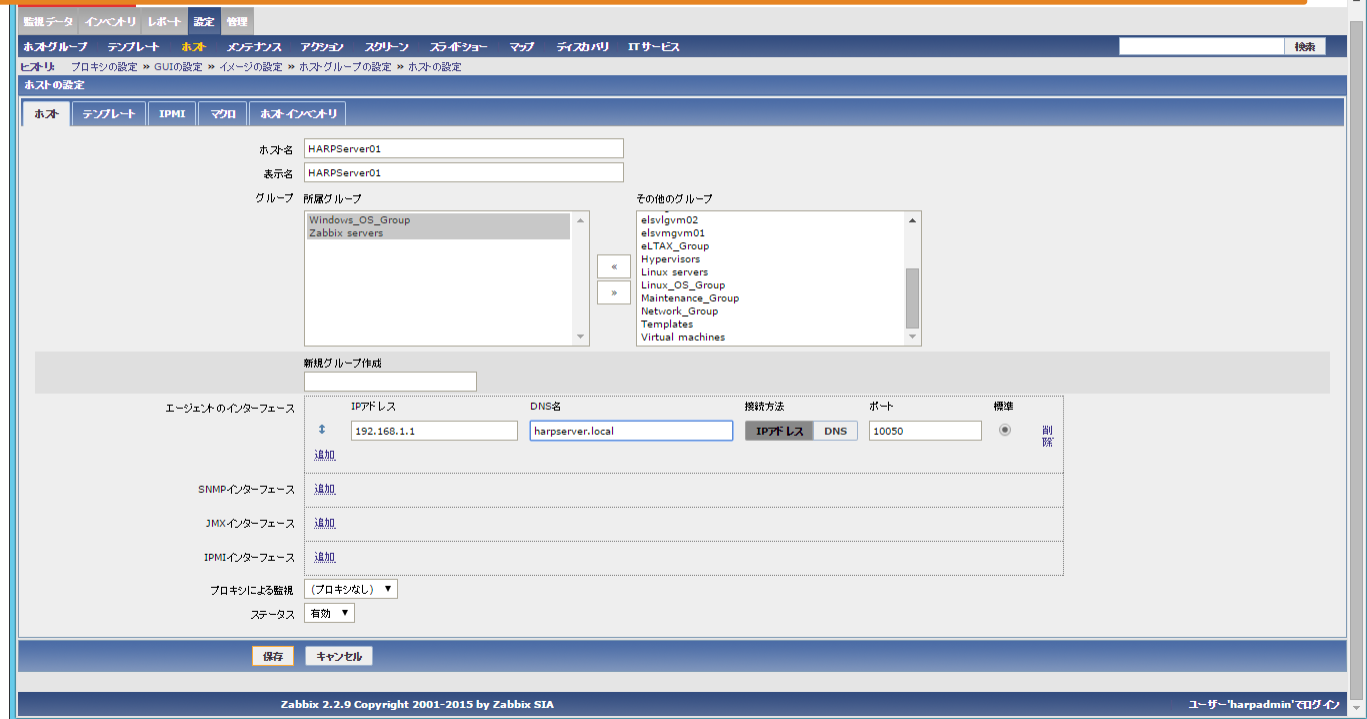 監視データ インベントリ レポート 設定 管理
ホストグループ テンプレート ホスト メンテナンス アクション スクリーン スライドショー マップ ディスカバリ ITサービス 検索
ヒストリ: プロキシの設定 » GUIの設定 » イメージの設定 » ホストグループの設定 » ホストの設定
ホストの設定
ホスト テンプレート IPMI マクロ ホストインベントリ
ホスト名 HARPServer01
表示名 HARPServer01
グループ 所属グループ その他のグループ
Windows_OS_Group
Zabbix servers
«
»
elsvlgvm02
elsvmgvm01
eLTAX_Group
Hypervisors
Linux servers
Linux_OS_Group
Maintenance_Group
Network_Group
Templates
Virtual machines
新規グループ作成
エージェントのインターフェース IPアドレス DNS名 接続方法 ポート 標準
192.168.1.1 harpserver.local IPアドレス DNS 10050 削除
追加
SNMPインターフェース 追加
JMXインターフェース 追加
IPMIインターフェース 追加
プロキシによる監視 (プロキシなし)
ステータス 有効
保存 キャンセル
Zabbix 2.2.9 Copyright 2001-2015 by Zabbix SIA ユーザー'harpadmin'でログイン